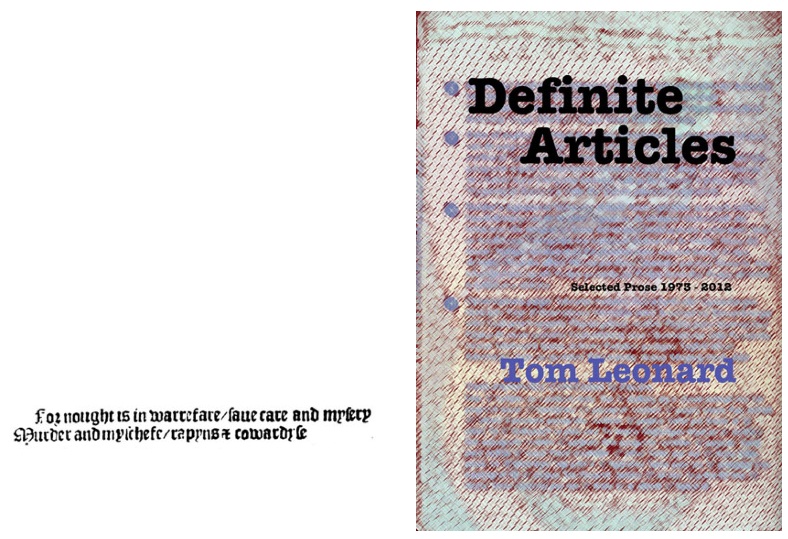 For nought is in warrefare/saue care and mysery
Murder and myschefe/rapyns & cowardyse
Definite
Articles
Selected Prose 1973 - 2012
Tom Leonard